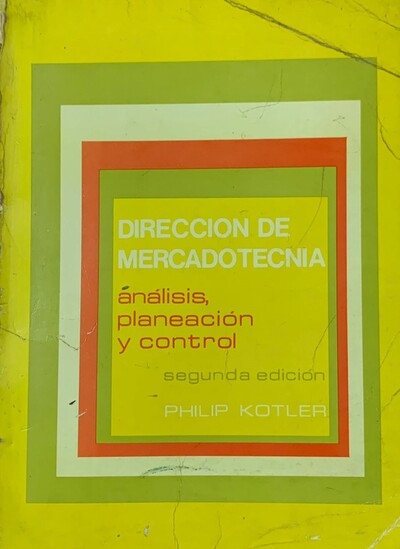 DIRECCION DE
MERCADOTECNIA
análisis,
planeación
y control
segunda edición
PHILIP KOTLER